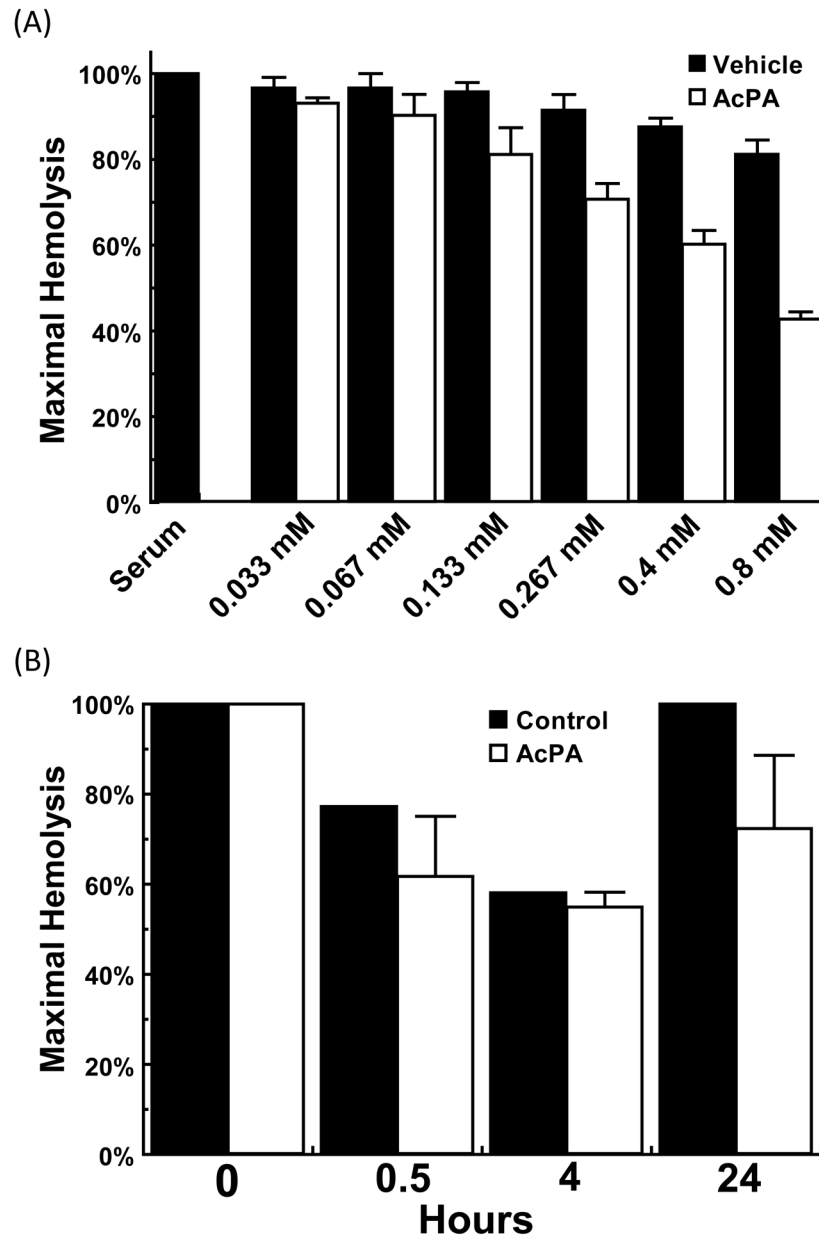 (A)
Maximal Hemolysis
100%
80%
60%
40%
20%
0%
Vehicle
AcPA
Serum
0.033 mM
0.067 mM
0.133 mM
0.267 mM
0.4 mM
0.8 mM
(B)
Maximal Hemolysis
100%
80%
60%
40%
20%
0%
Control
AcPA
0
0.5
4
24
Hours